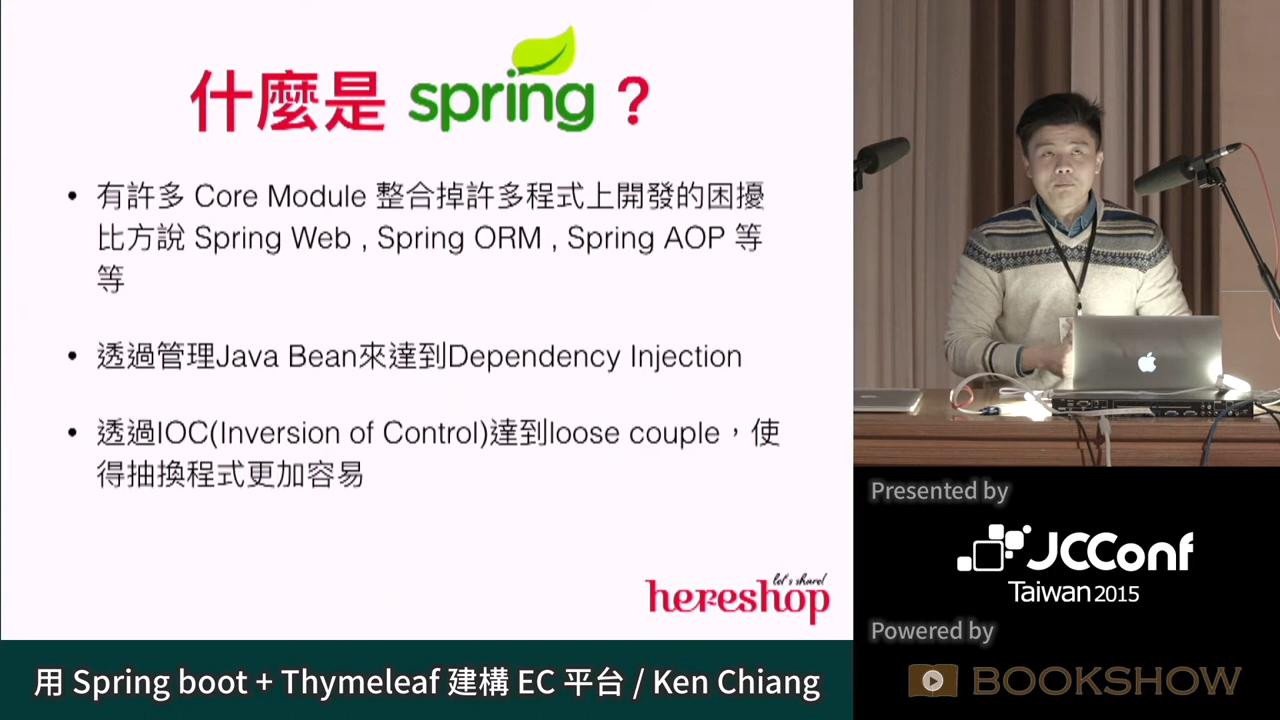 什麼是 spring ?
• 有許多 Core Module 整合掉許多程式上開發的困擾
比方說 Spring Web , Spring ORM , Spring AOP 等
等
• 透過管理Java Bean來達到Dependency Injection
• 透過IOC(Inversion of Control)達到loose couple，使
得抽換程式更加容易
let's share!
hereshop
用 Spring boot + Thymeleaf 建構 EC 平台 / Ken Chiang
Presented by
JCConf
Taiwan 2015
Powered by
BOOKSHOW